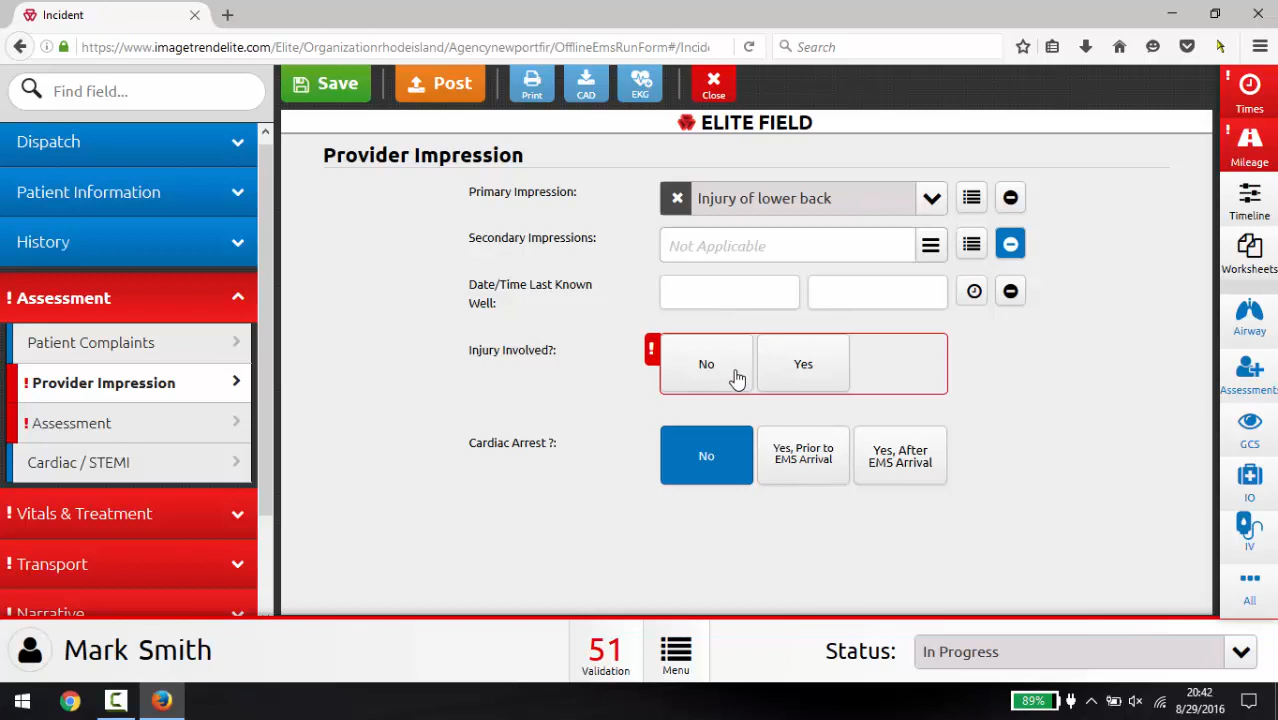 Incident
https://www.imagetrendelite.com/Elite/Organizationrhodeisland/Agencynewportfir/OfflineEmsRunForm#/Incide
Search
Find field...
Save
Post
Print
CAD
EKG
Close
Times
ELITE FIELD
Dispatch
Provider Impression
Mileage
Patient Information
Primary Impression:
Injury of lower back
Timeline
History
Secondary Impressions:
Not Applicable
Worksheets
! Assessment
Date/Time Last Known
Well:
Airway
Patient Complaints
Injury Involved?:
!
No
Yes
! Provider Impression
Assessments
! Assessment
GCS
Cardiac / STEMI
Cardiac Arrest ?:
No
Yes, Prior to
EMS Arrival
Yes, After
EMS Arrival
IO
! Vitals & Treatment
IV
! Transport
All
! Narrative
Mark Smith
51
Validation
Menu
Status:
In Progress
89%
20:42
8/29/2016